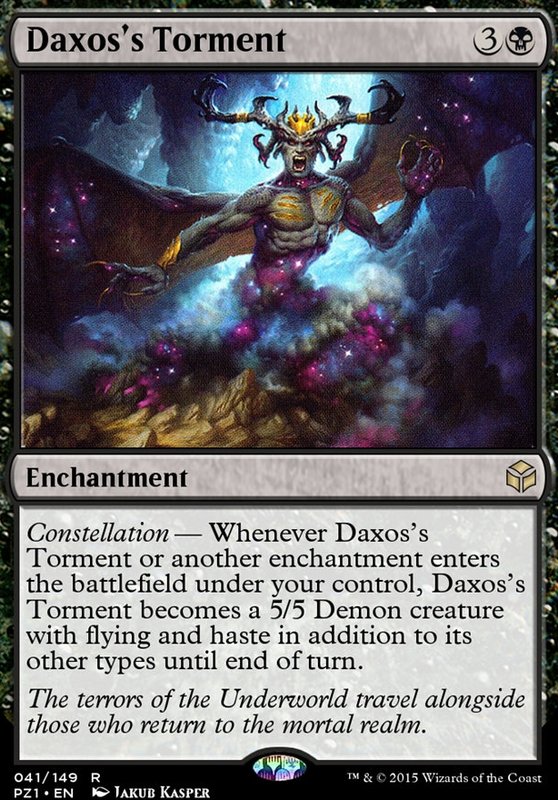 Daxos's Torment 3
Enchantment
Constellation — Whenever Daxos's
Torment or another enchantment enters
the battlefield under your control, Daxos's
Torment becomes a 5/5 Demon creature
with flying and haste in addition to its
other types until end of turn.
The terrors of the Underworld travel alongside
those who return to the mortal realm.
041/149 R
PZ1 • EN Jakub Kasper
™ & © 2015 Wizards of the Coast